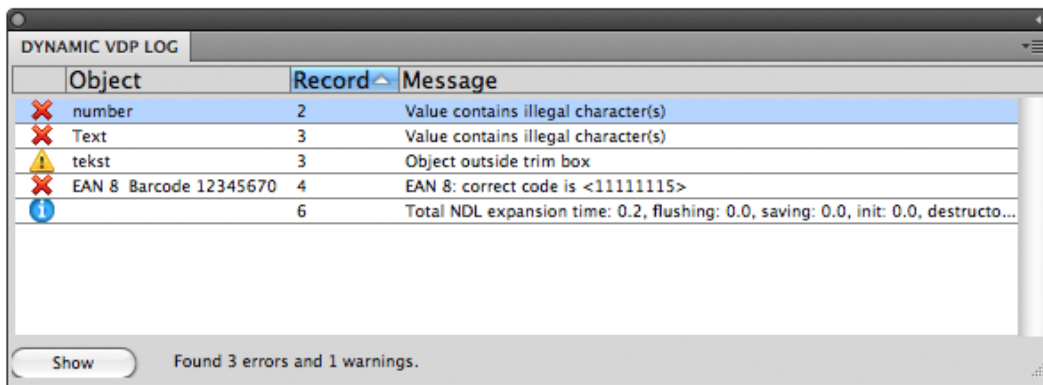 DYNAMIC VDP LOG
Object Record Message
number 2 Value contains illegal character(s)
Text 3 Value contains illegal character(s)
tekst 3 Object outside trim box
EAN 8 Barcode 12345670 4 EAN 8: correct code is <11111115>
6 Total NDL expansion time: 0.2, flushing: 0.0, saving: 0.0, init: 0.0, destructo...
Show Found 3 errors and 1 warnings.